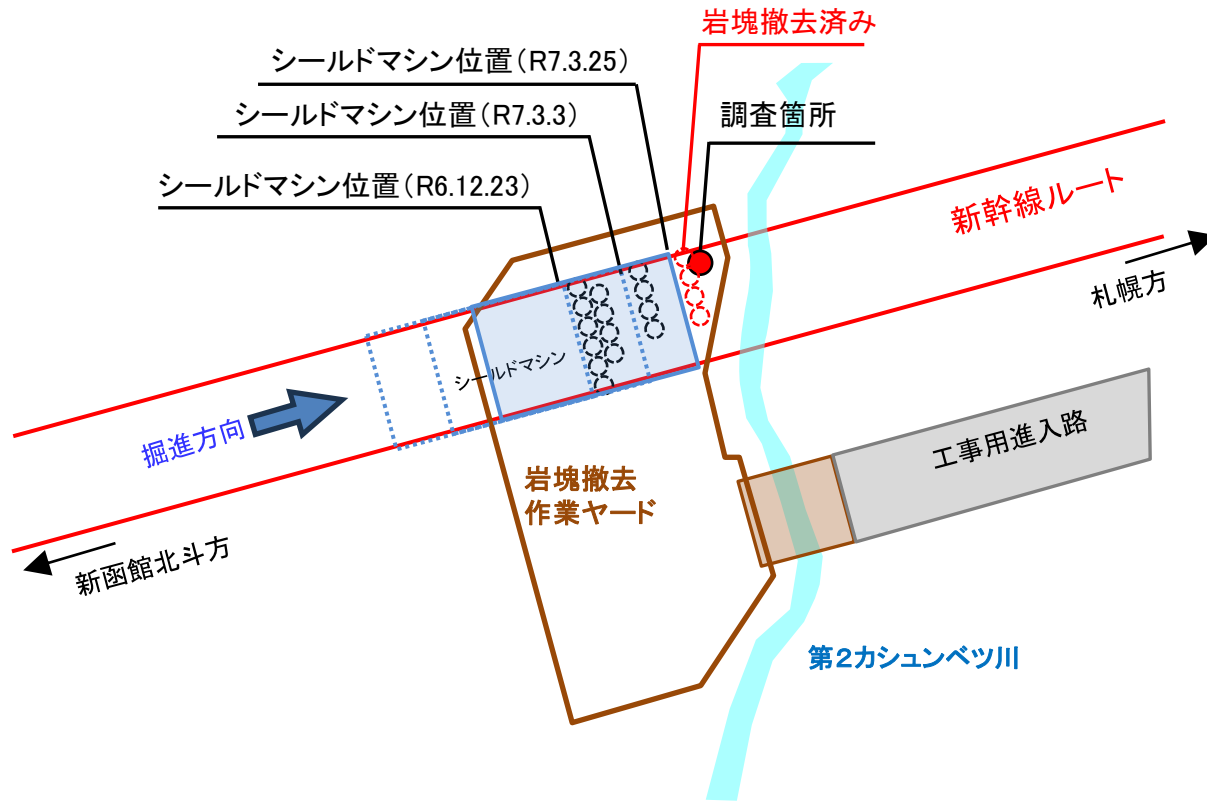 岩塊撤去済み
シールドマシン位置(R7.3.25)
シールドマシン位置(R7.3.3)
調査箇所
シールドマシン位置(R6.12.23)
新幹線ルート
札幌方
シールドマシン
掘進方向
工事用進入路
岩塊撤去
作業ヤード
新函館北斗方
第2カシュンベツ川